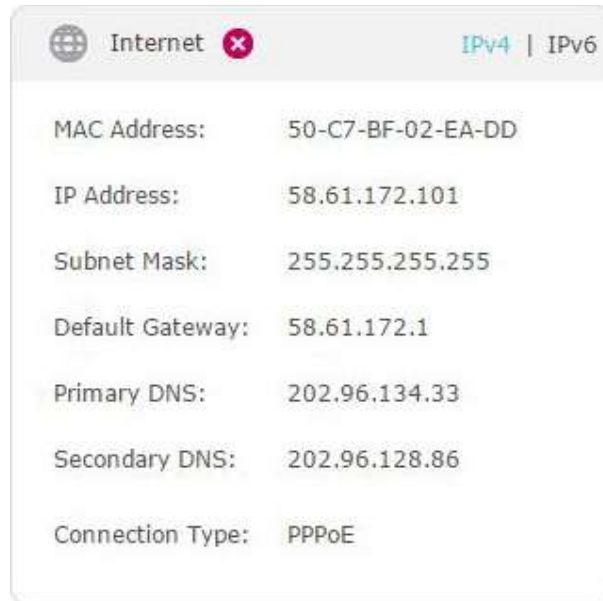 Internet IPv4 | IPv6
MAC Address: 50-C7-BF-02-EA-DD
IP Address: 58.61.172.101
Subnet Mask: 255.255.255.255
Default Gateway: 58.61.172.1
Primary DNS: 202.96.134.33
Secondary DNS: 202.96.128.86
Connection Type: PPPoE